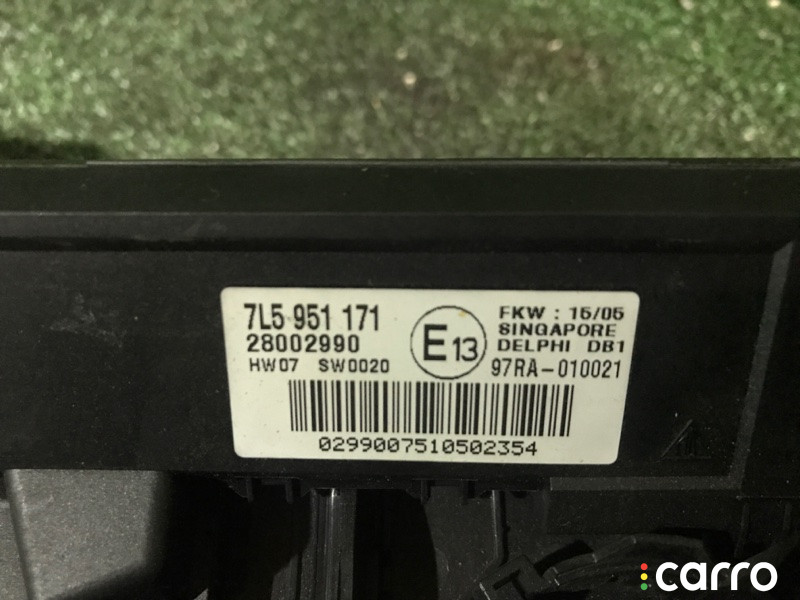 7L5 951 171
28002990
HW07 SW0020
E13
FKW : 15/05
SINGAPORE
DELPHI DB1
97RA-010021
0299007510502354
carro